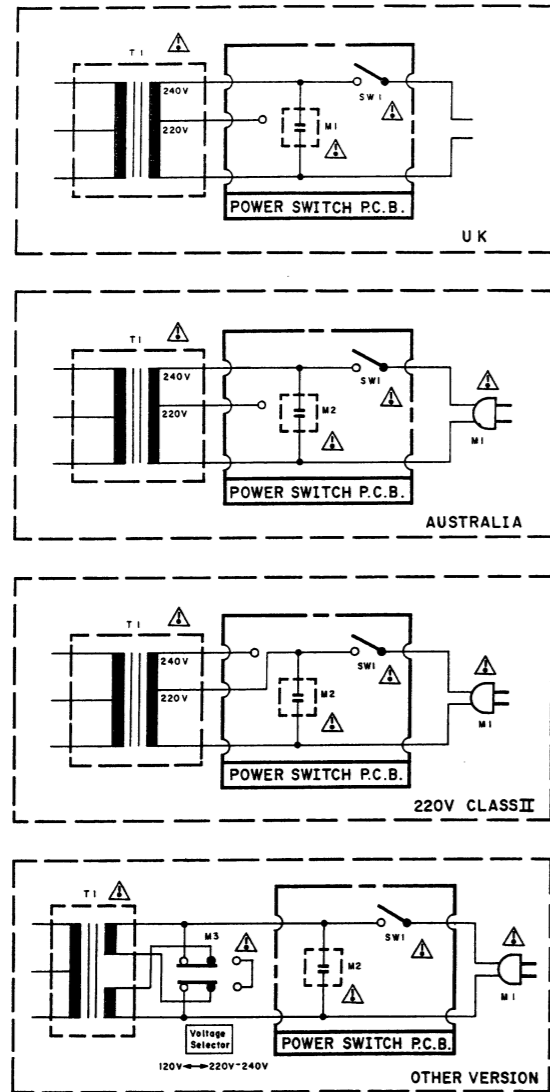 T1
240V
220V
SW1
M1
POWER SWITCH P.C.B.
UK
T1
240V
220V
SW1
M2
M1
POWER SWITCH P.C.B.
AUSTRALIA
T1
240V
220V
SW1
M2
M1
POWER SWITCH P.C.B.
220V CLASS II
T1
M3
SW1
M2
M1
Voltage
Selector
POWER SWITCH P.C.B.
120V ↔ 220V-240V
OTHER VERSION